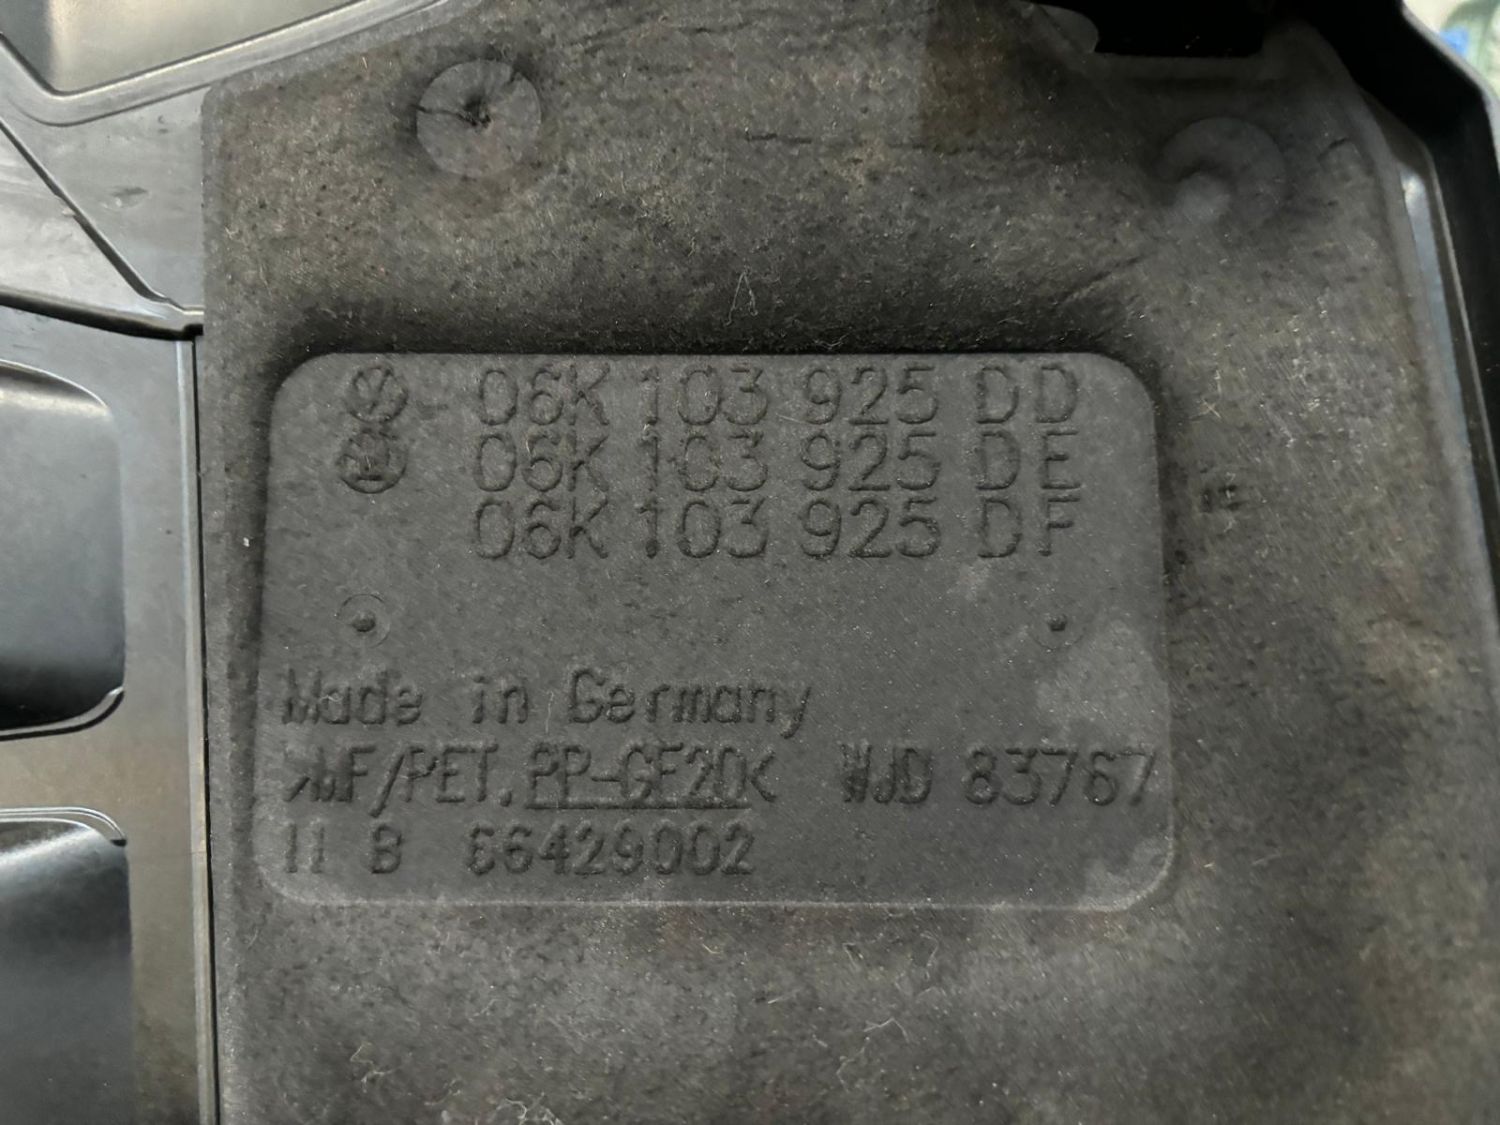 06K 103 925 DD
06K 103 925 DE
06K 103 925 DF
Made in Germany
>MF/PET.PP-GF20< WJD 83767
11 B 66429002